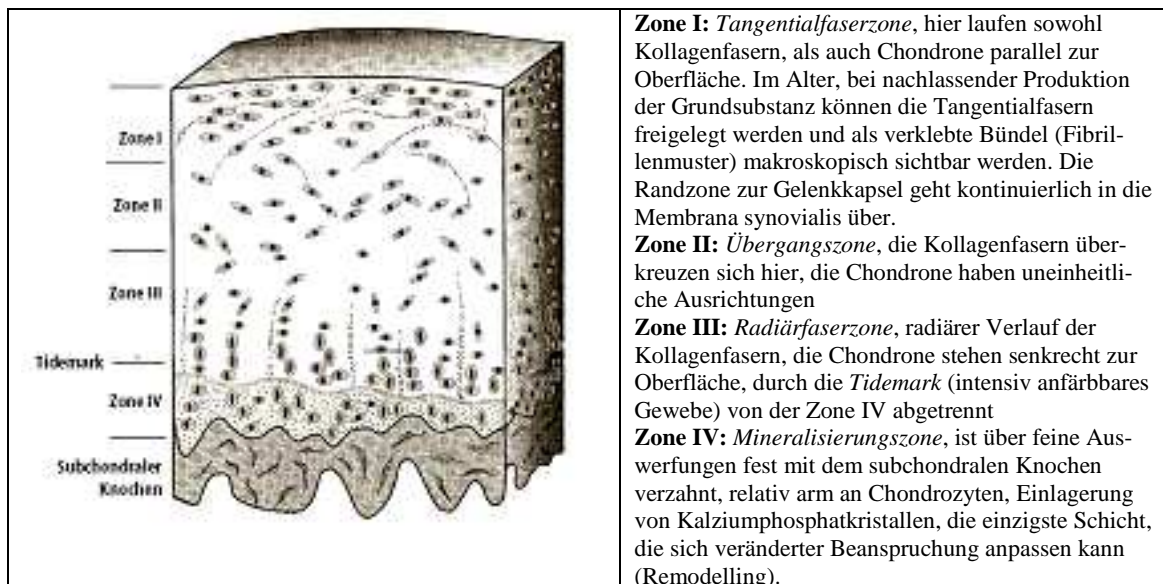 Zone I
Zone II
Zone III
Tidemark
Zone IV
Subchondraler
Knochen
Zone I: Tangentialfaserzone, hier laufen sowohl
Kollagenfasern, als auch Chondrone parallel zur
Oberfläche. Im Alter, bei nachlassender Produktion
der Grundsubstanz können die Tangentialfasern
freigelegt werden und als verklebte Bündel (Fibril-
lenmuster) makroskopisch sichtbar werden. Die
Randzone zur Gelenkkapsel geht kontinuierlich in die
Membrana synovialis über.
Zone II: Übergangszone, die Kollagenfasern über-
kreuzen sich hier, die Chondrone haben uneinheitli-
che Ausrichtungen
Zone III: Radiärfaserzone, radiärer Verlauf der
Kollagenfasern, die Chondrone stehen senkrecht zur
Oberfläche, durch die Tidemark (intensiv anfärbbares
Gewebe) von der Zone IV abgetrennt
Zone IV: Mineralisierungszone, ist über feine Aus-
werfungen fest mit dem subchondralen Knochen
verzahnt, relativ arm an Chondrozyten, Einlagerung
von Kalziumphosphatkristallen, die einzigste Schicht,
die sich veränderter Beanspruchung anpassen kann
(Remodelling).